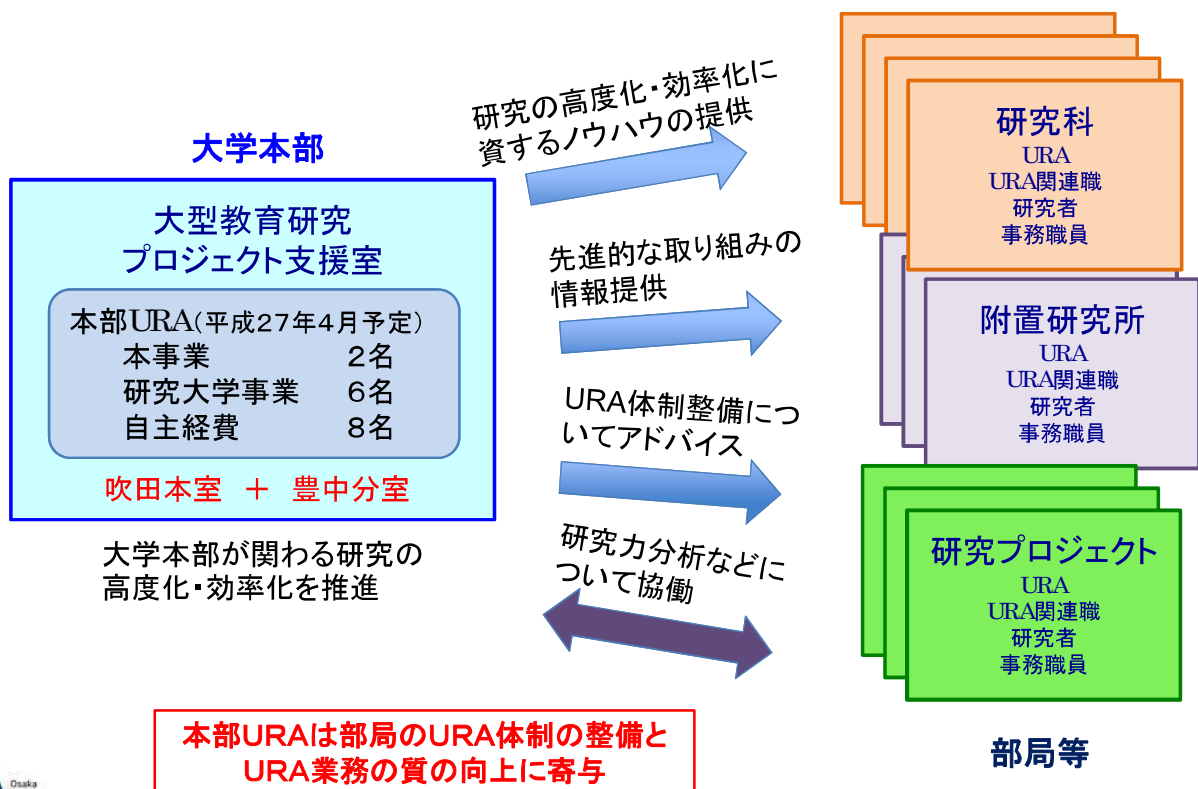 大学本部
大型教育研究
プロジェクト支援室
本部URA(平成27年4月予定)
本事業 2名
研究大学事業 6名
自主経費 8名
吹田本室 + 豊中分室
大学本部が関わる研究の
高度化・効率化を推進
研究の高度化・効率化に
資するノウハウの提供
先進的な取り組みの
情報提供
URA体制整備につ
いてアドバイス
研究力分析などに
ついて協働
研究科
URA
URA関連職
研究者
事務職員
附置研究所
URA
URA関連職
研究者
事務職員
研究プロジェクト
URA
URA関連職
研究者
事務職員
部局等
本部URAは部局のURA体制の整備と
URA業務の質の向上に寄与
Osaka